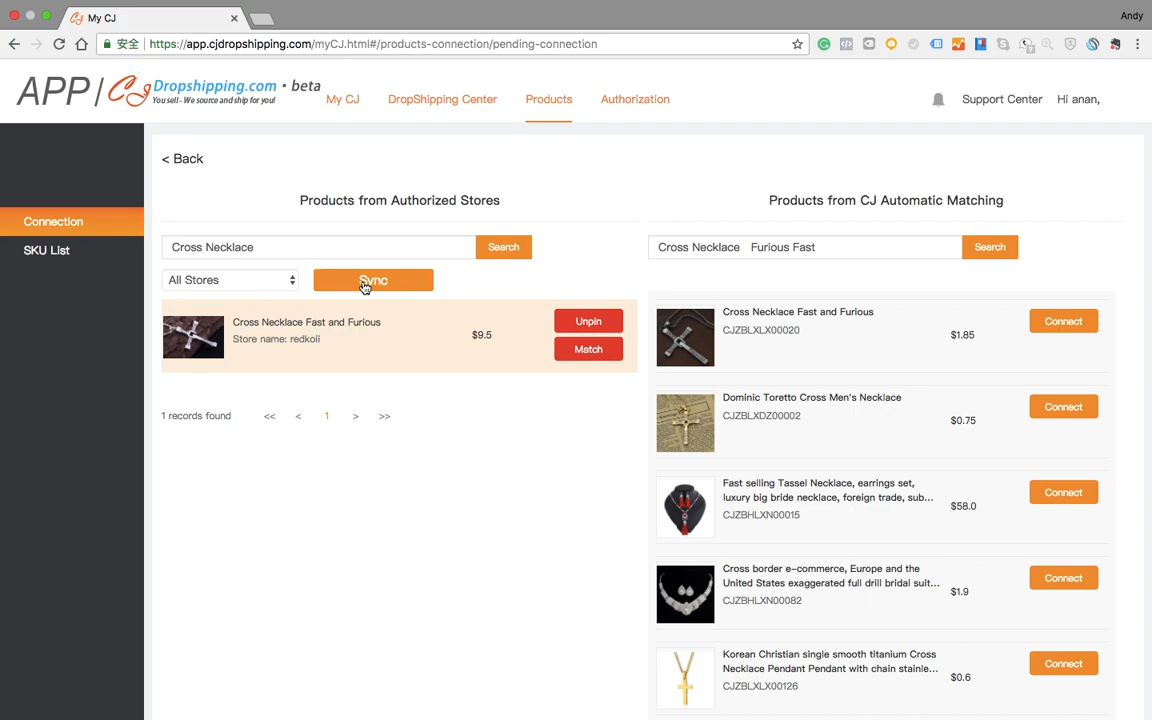 My CJ
Andy
安全 https://app.cjdropshipping.com/myCJ.html#/products-connection/pending-connection
APP CJ Dropshipping.com • beta
You sell - We source and ship for you!
My CJ
DropShipping Center
Products
Authorization
Support Center
Hi anan,
Connection
SKU List
< Back
Products from Authorized Stores
Cross Necklace
Search
All Stores
Sync
Cross Necklace Fast and Furious
Store name: redkoli
$9.5
Unpin
Match
1 records found << < 1 > >>
Products from CJ Automatic Matching
Cross Necklace Furious Fast
Search
Cross Necklace Fast and Furious
CJZBLXLX00020
$1.85
Connect
Dominic Toretto Cross Men's Necklace
CJZBLXDZ00002
$0.75
Connect
Fast selling Tassel Necklace, earrings set,
luxury big bride necklace, foreign trade, sub...
CJZBHLXN00015
$58.0
Connect
Cross border e-commerce, Europe and the
United States exaggerated full drill bridal suit...
CJZBHLXN00082
$1.9
Connect
Korean Christian single smooth titanium Cross
Necklace Pendant Pendant with chain stainle...
CJZBLXLX00126
$0.6
Connect